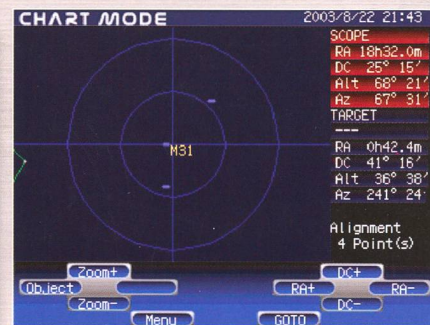 CHART MODE 2003/8/22 21:43
SCOPE
RA 18h32.0m
DC 25° 15′
Alt 68° 21′
Az 67° 31′
TARGET
---
RA 0h42.4m
DC 41° 16′
Alt 36° 38′
Az 241° 24′
M31
Alignment
4 Point(s)
Zoom+ DC+
Object RA+ RA-
Zoom- DC-
Menu GOTO